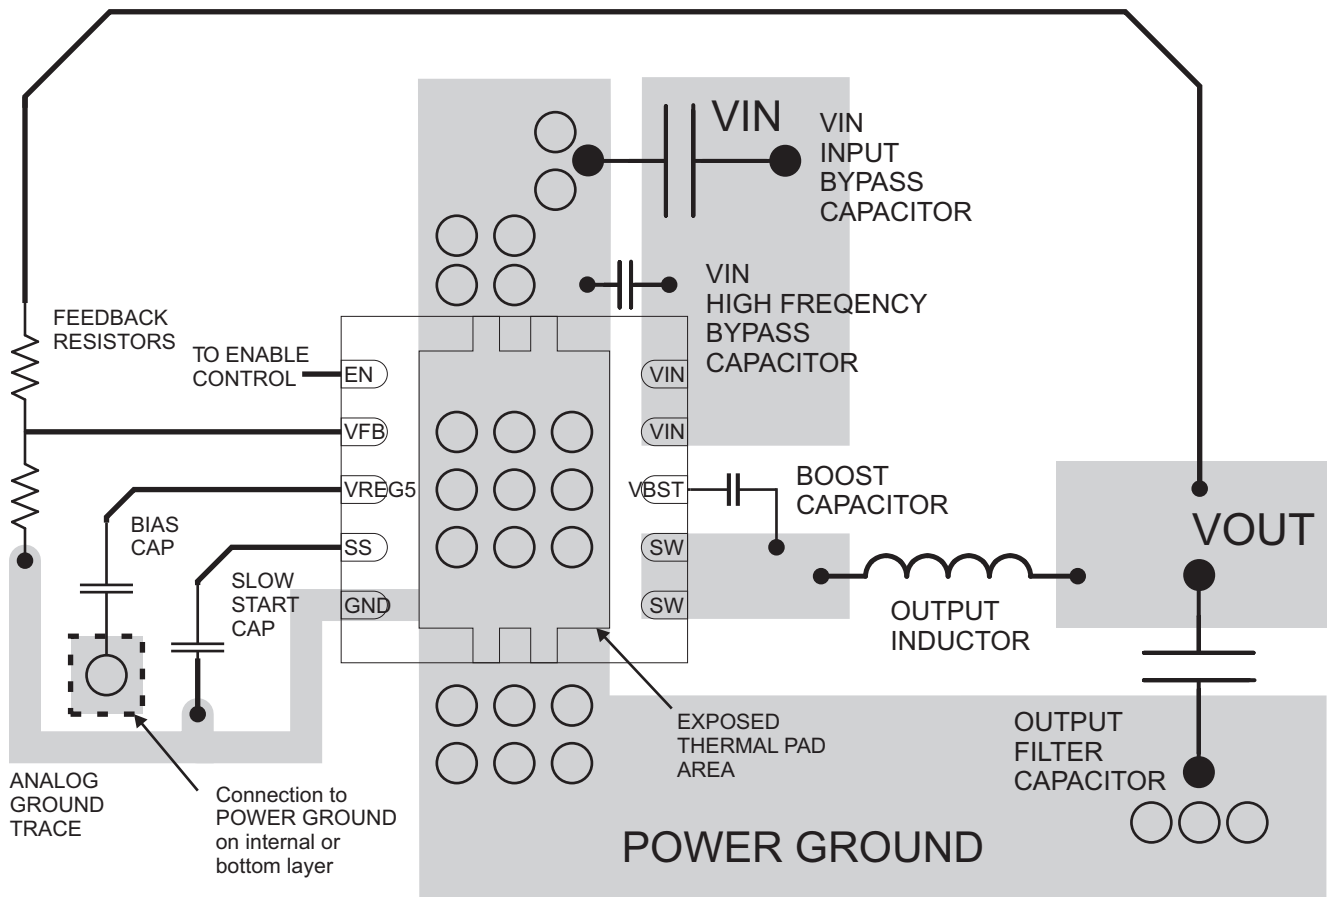 VIN
VIN
INPUT
BYPASS
CAPACITOR
VIN
HIGH FREQENCY
BYPASS
CAPACITOR
FEEDBACK
RESISTORS
TO ENABLE
CONTROL
EN
VFB
VREG5
SS
GND
VIN
VIN
VBST
SW
SW
BOOST
CAPACITOR
BIAS
CAP
SLOW
START
CAP
VOUT
OUTPUT
INDUCTOR
EXPOSED
THERMAL PAD
AREA
OUTPUT
FILTER
CAPACITOR
ANALOG
GROUND
TRACE
Connection to
POWER GROUND
on internal or
bottom layer
POWER GROUND